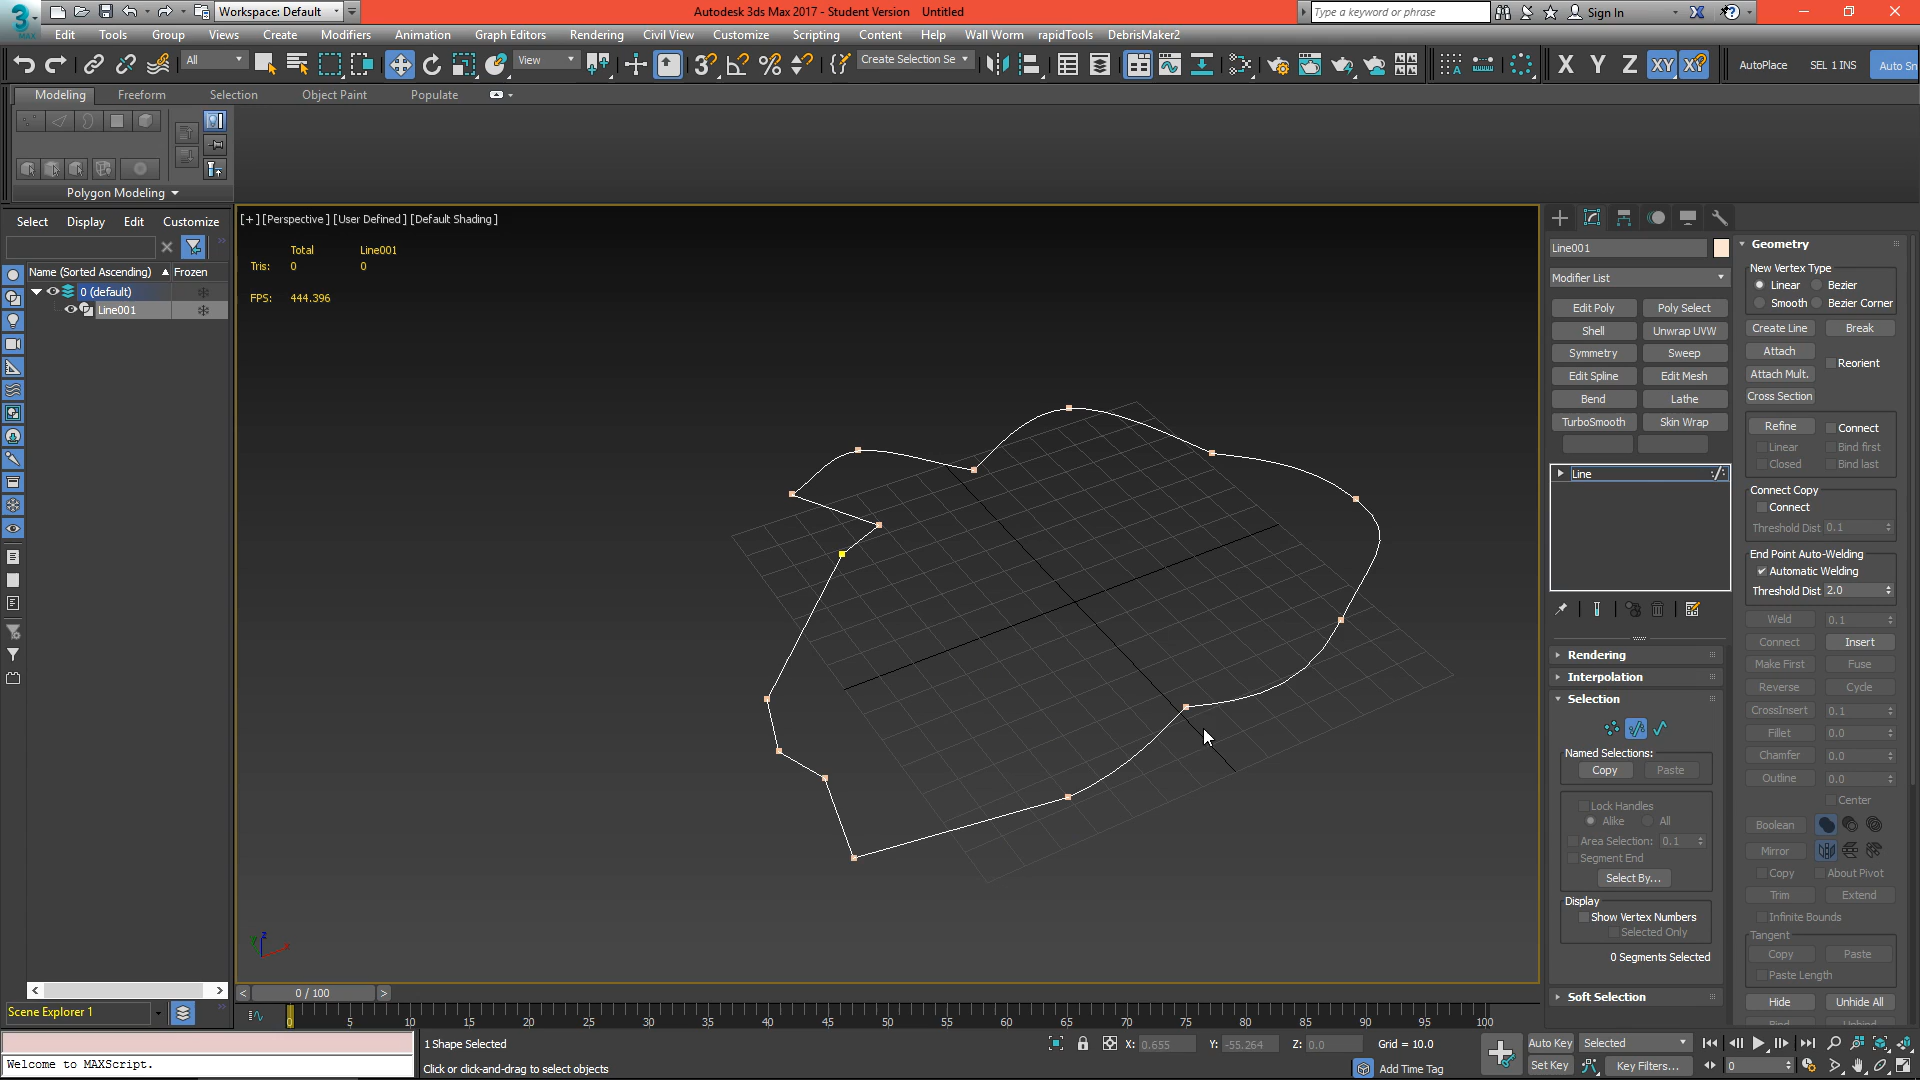 Workspace: Default
Autodesk 3ds Max 2017 - Student Version Untitled
Type a keyword or phrase
Sign In
3
MAX
Edit Tools Group Views Create Modifiers Animation Graph Editors Rendering Civil View Customize Scripting Content Help Wall Worm rapidTools DebrisMaker2
All
View
3
Create Selection Se
X Y Z XY
AutoPlace SEL 1 INS Auto Sn
Modeling Freeform Selection Object Paint Populate
Polygon Modeling
Select Display Edit Customize
Name (Sorted Ascending) Frozen
0 (default)
Line001
[+] [Perspective ] [User Defined ] [Default Shading ]
Total Line001
Tris: 0 0
FPS: 444.396
Line001
Modifier List
Edit Poly Poly Select
Shell Unwrap UVW
Symmetry Sweep
Edit Spline Edit Mesh
Bend Lathe
TurboSmooth Skin Wrap
Line
Rendering
Interpolation
Selection
Named Selections:
Copy Paste
Lock Handles
Alike All
Area Selection: 0.1
Segment End
Select By...
Display
Show Vertex Numbers
Selected Only
0 Segments Selected
Soft Selection
Geometry
New Vertex Type
Linear Bezier
Smooth Bezier Corner
Create Line Break
Attach
Reorient
Attach Mult.
Cross Section
Refine Connect
Linear Bind first
Closed Bind last
Connect Copy
Connect
Threshold Dist 0.1
End Point Auto-Welding
Automatic Welding
Threshold Dist 2.0
Weld 0.1
Connect Insert
Make First Fuse
Reverse Cycle
CrossInsert 0.1
Fillet 0.0
Chamfer 0.0
Outline 0.0
Center
Boolean
Mirror
Copy About Pivot
Trim Extend
Infinite Bounds
Tangent
Copy Paste
Paste Length
Hide Unhide All
z
x
< 0 / 100 >
0 5 10 15 20 25 30 35 40 45 50 55 60 65 70 75 80 85 90 95 100
Scene Explorer 1
Welcome to MAXScript.
1 Shape Selected
Click or click-and-drag to select objects
X: 0.655 Y: -55.264 Z: 0.0 Grid = 10.0
Add Time Tag
Auto Key Selected
Set Key Key Filters...
0